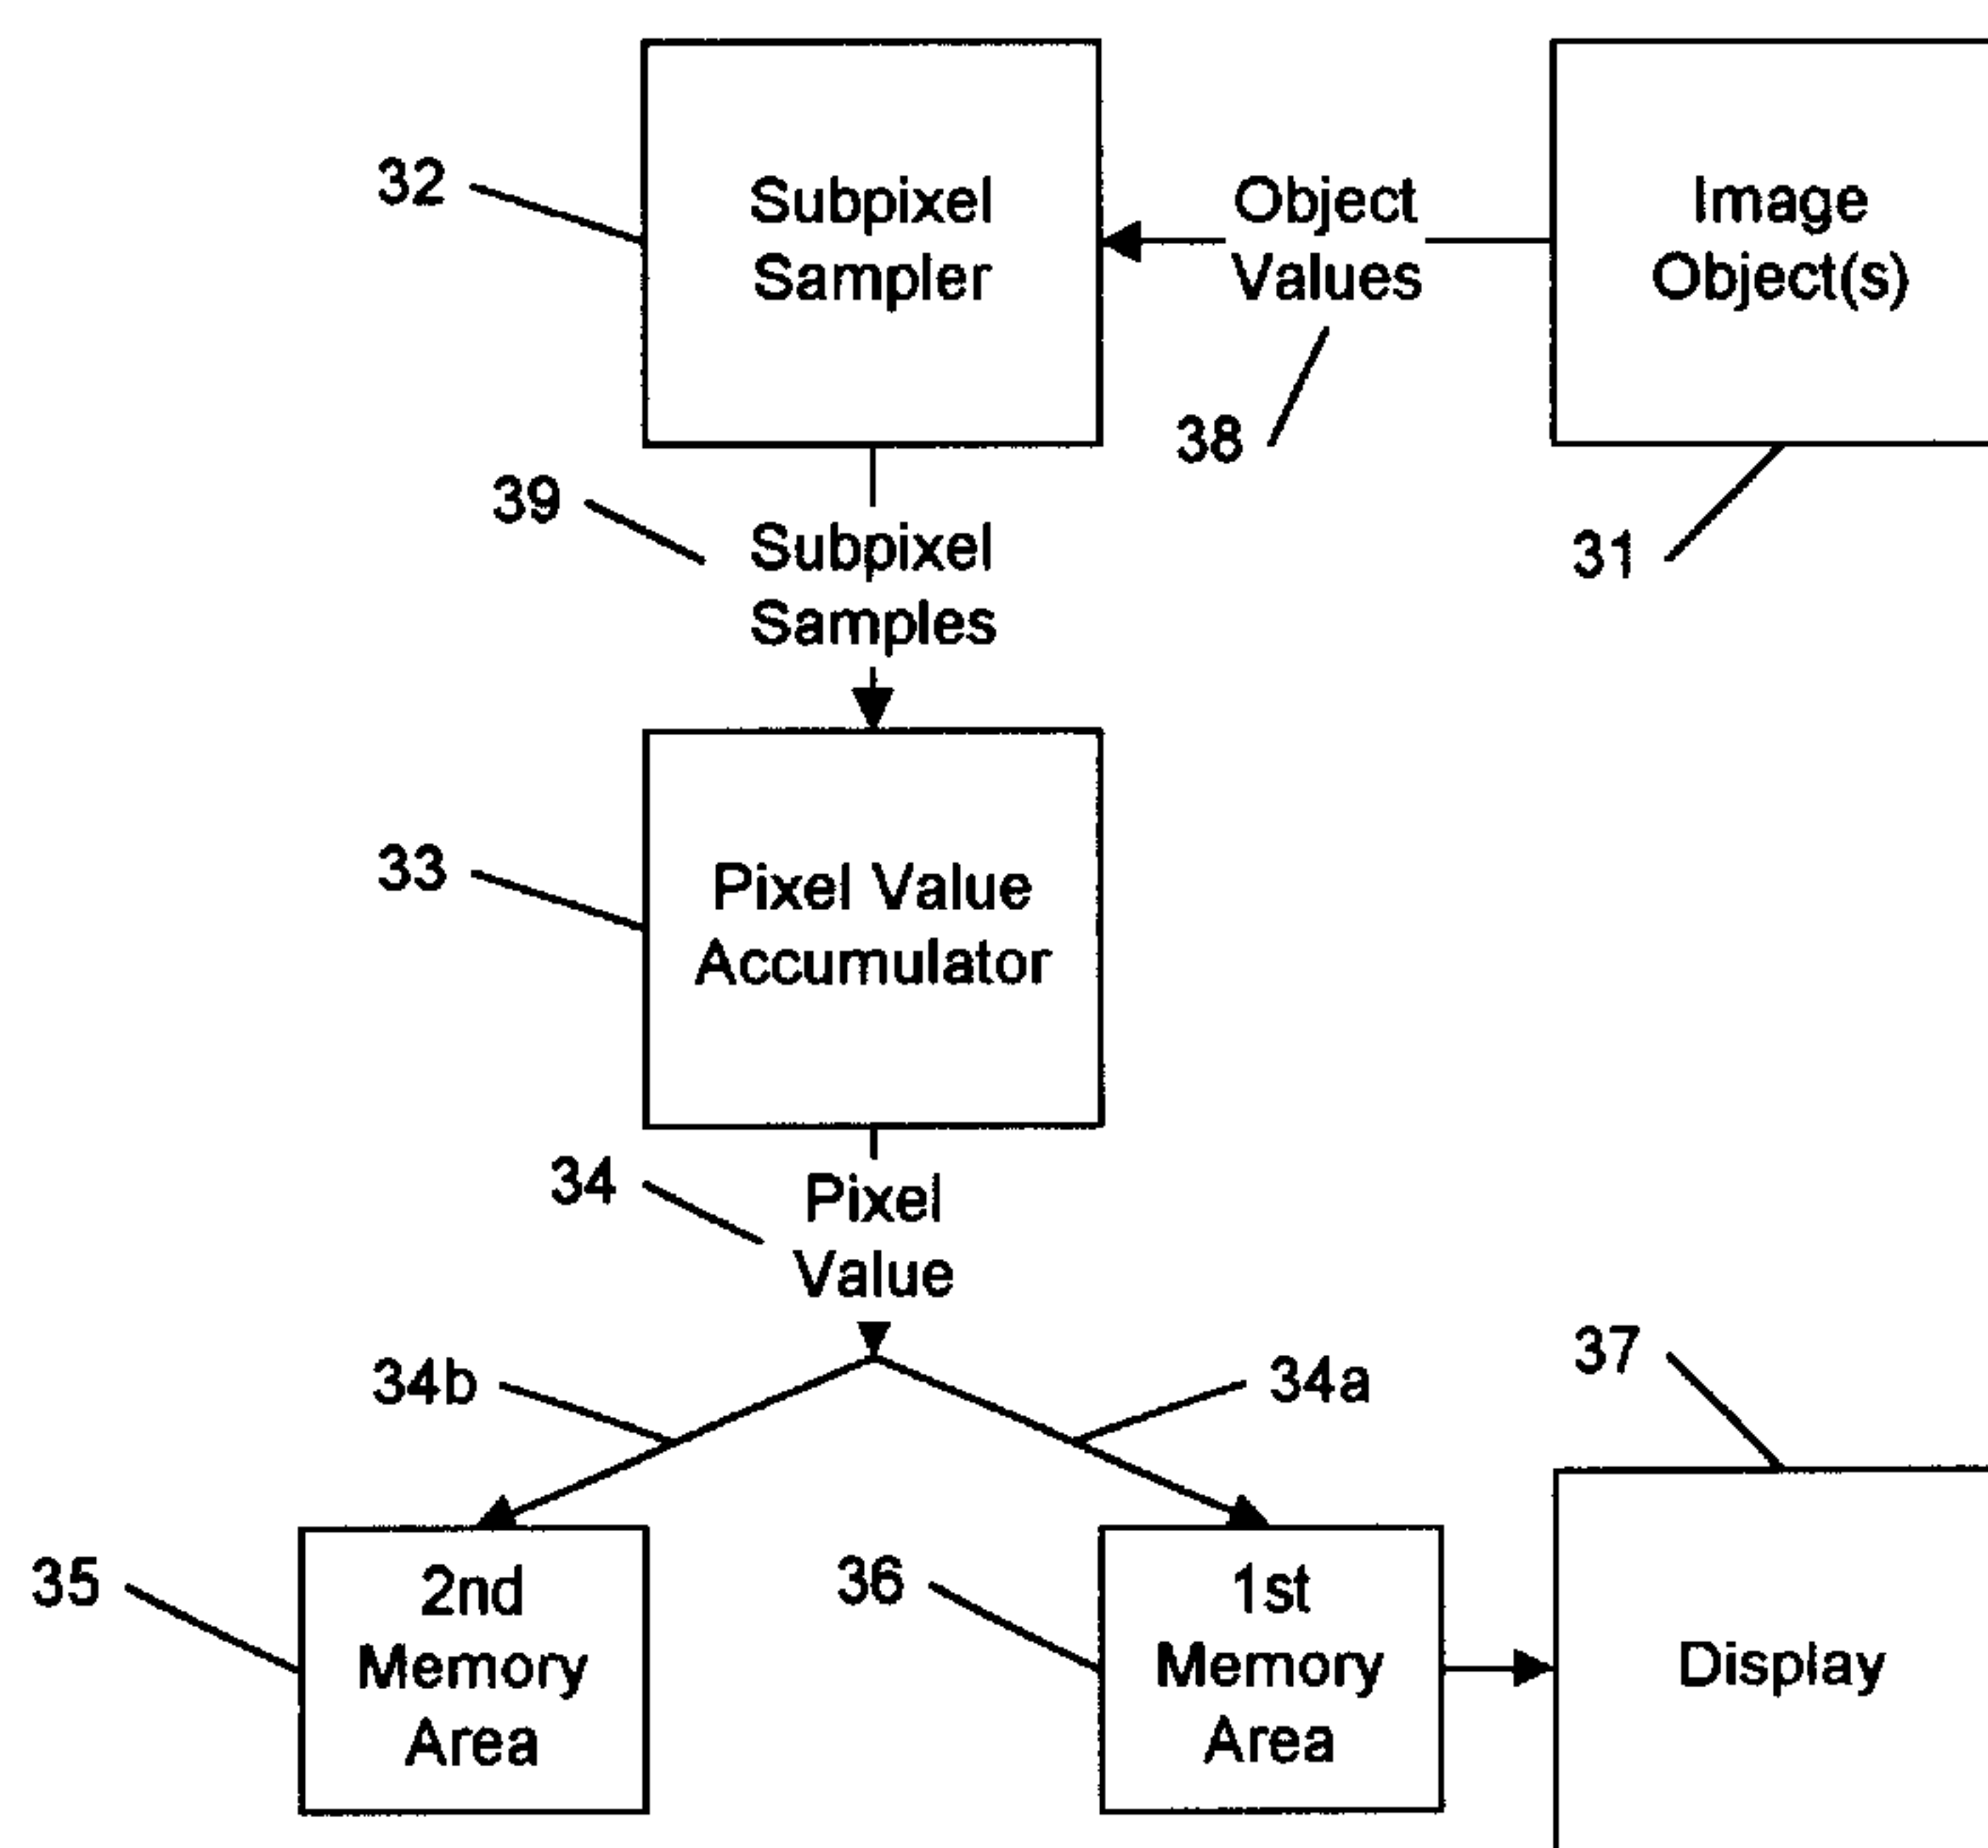 32
Subpixel
Sampler
Object
Values
38
Image
Object(s)
31
39
Subpixel
Samples
33
Pixel Value
Accumulator
34
Pixel
Value
34b
34a
37
35
2nd
Memory
Area
36
1st
Memory
Area
Display